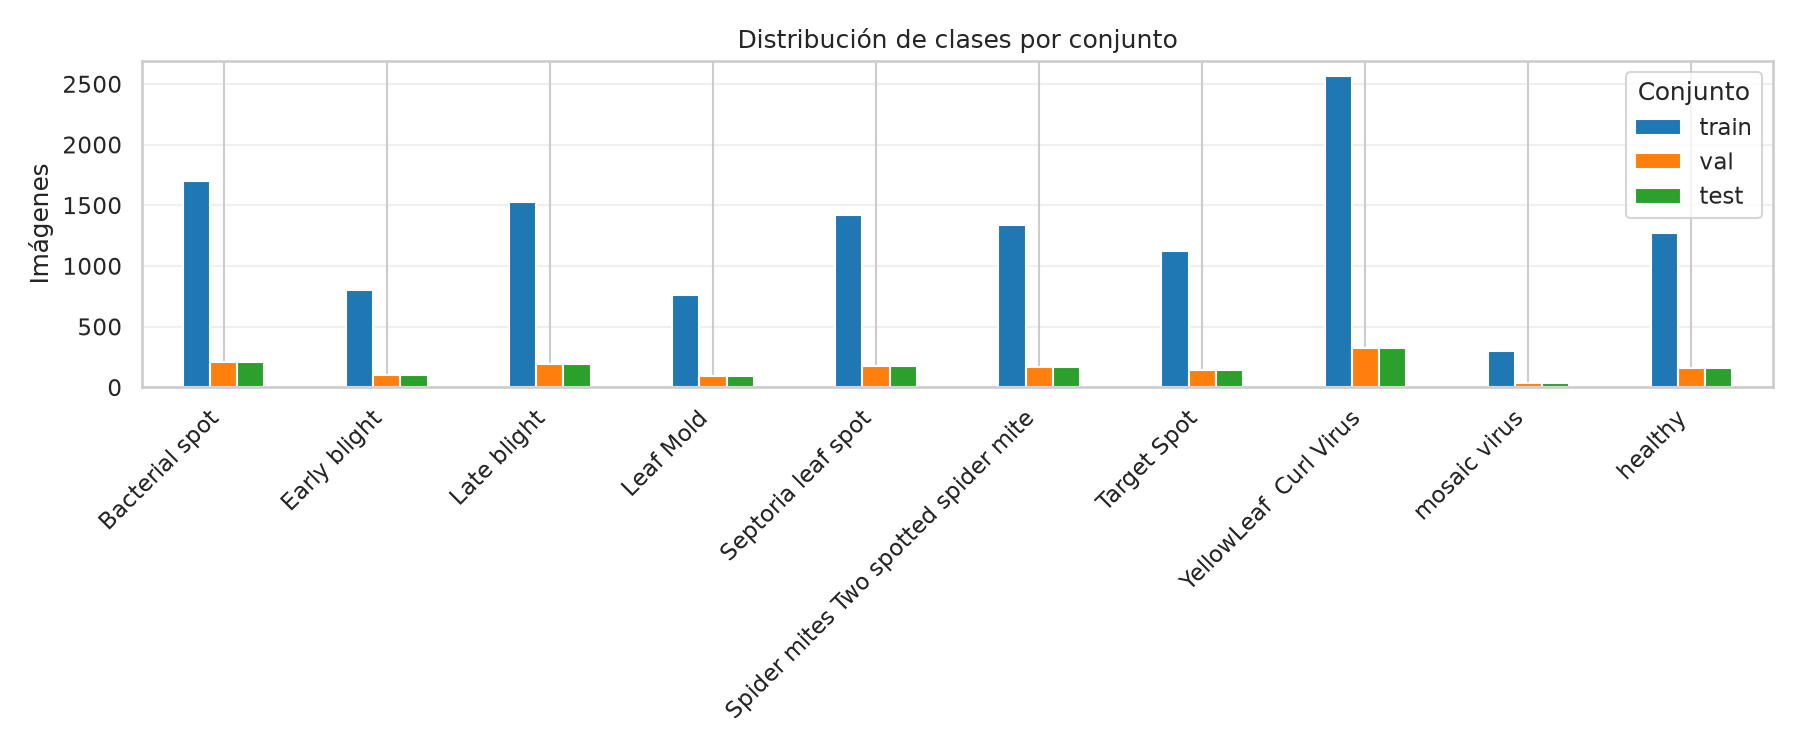 Distribución de clases por conjunto
Imágenes
2500
2000
1500
1000
500
0
Conjunto
train
val
test
Bacterial spot
Early blight
Late blight
Leaf Mold
Septoria leaf spot
Spider mites Two spotted spider mite
Target Spot
YellowLeaf  Curl Virus
mosaic virus
healthy